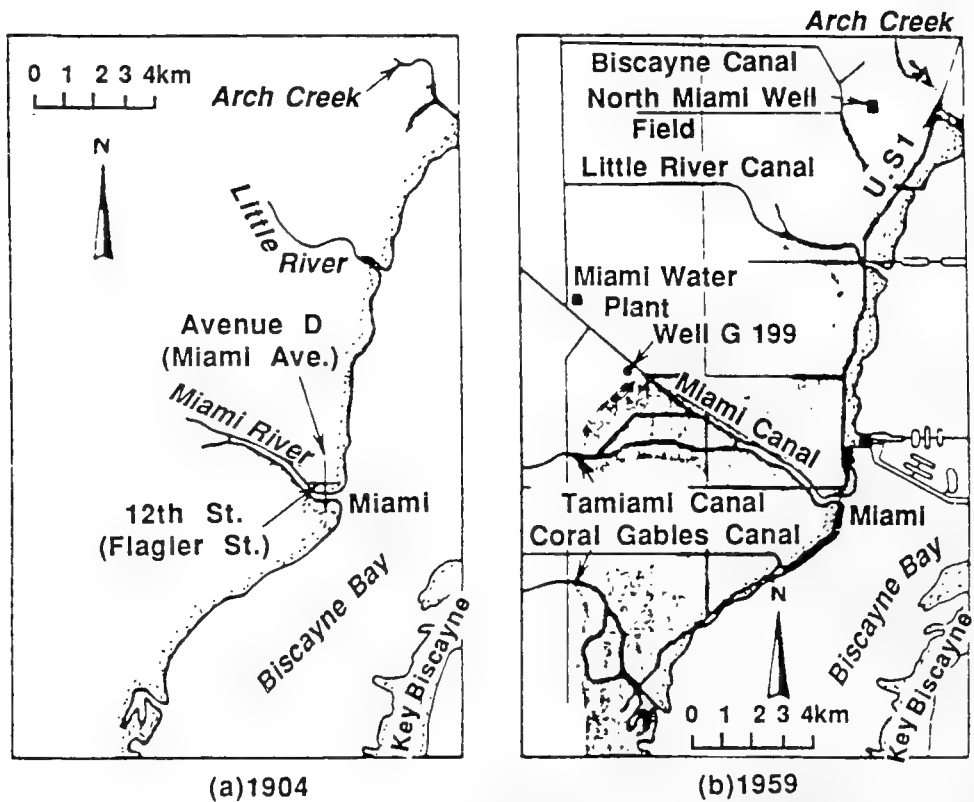 0 1 2 3 4km
Arch Creek
N
Little
River
Avenue D
(Miami Ave.)
Miami River
12th St.
(Flagler St.)
Miami
Biscayne Bay
Key Biscayne
(a)1904
Arch Creek
Biscayne Canal
North Miami Well
Field
U.S1
Little River Canal
Miami Water
Plant
Well G 199
Miami Canal
Tamiami Canal
Miami
Coral Gables Canal
N
Biscayne Bay
Key Biscayne
0 1 2 3 4km
(b)1959